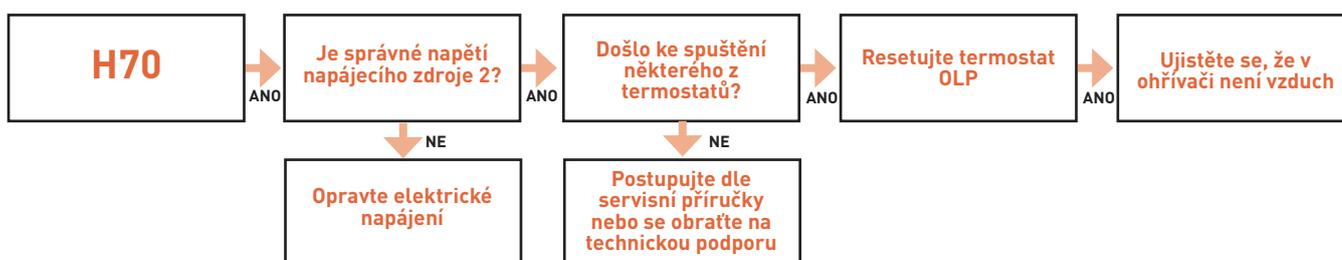 H70
ANO
Je správné napětí
napájecího zdroje 2?
ANO
Došlo ke spuštění
některého z
termostatů?
ANO
Resetujte termostat
OLP
ANO
Ujistěte se, že v
ohřívači není vzduch
NE
Opravte elektrické
napájení
NE
Postupujte dle
servisní příručky
nebo se obraťte na
technickou podporu